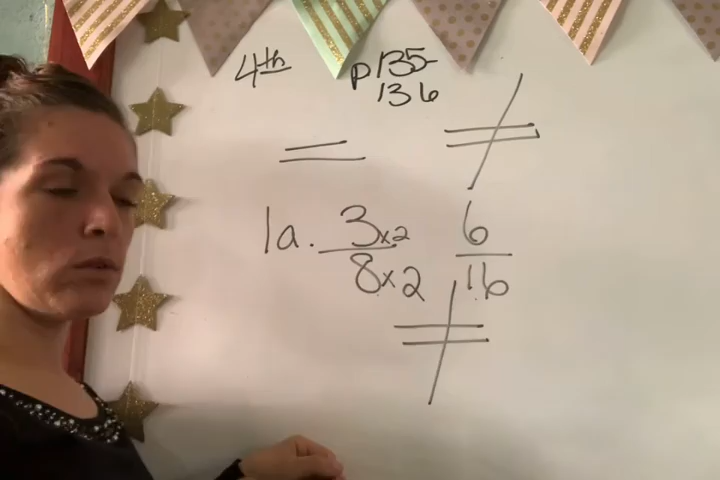 4th p135-
136
= ≠
1a. 3x2 6
8x2 16
≠